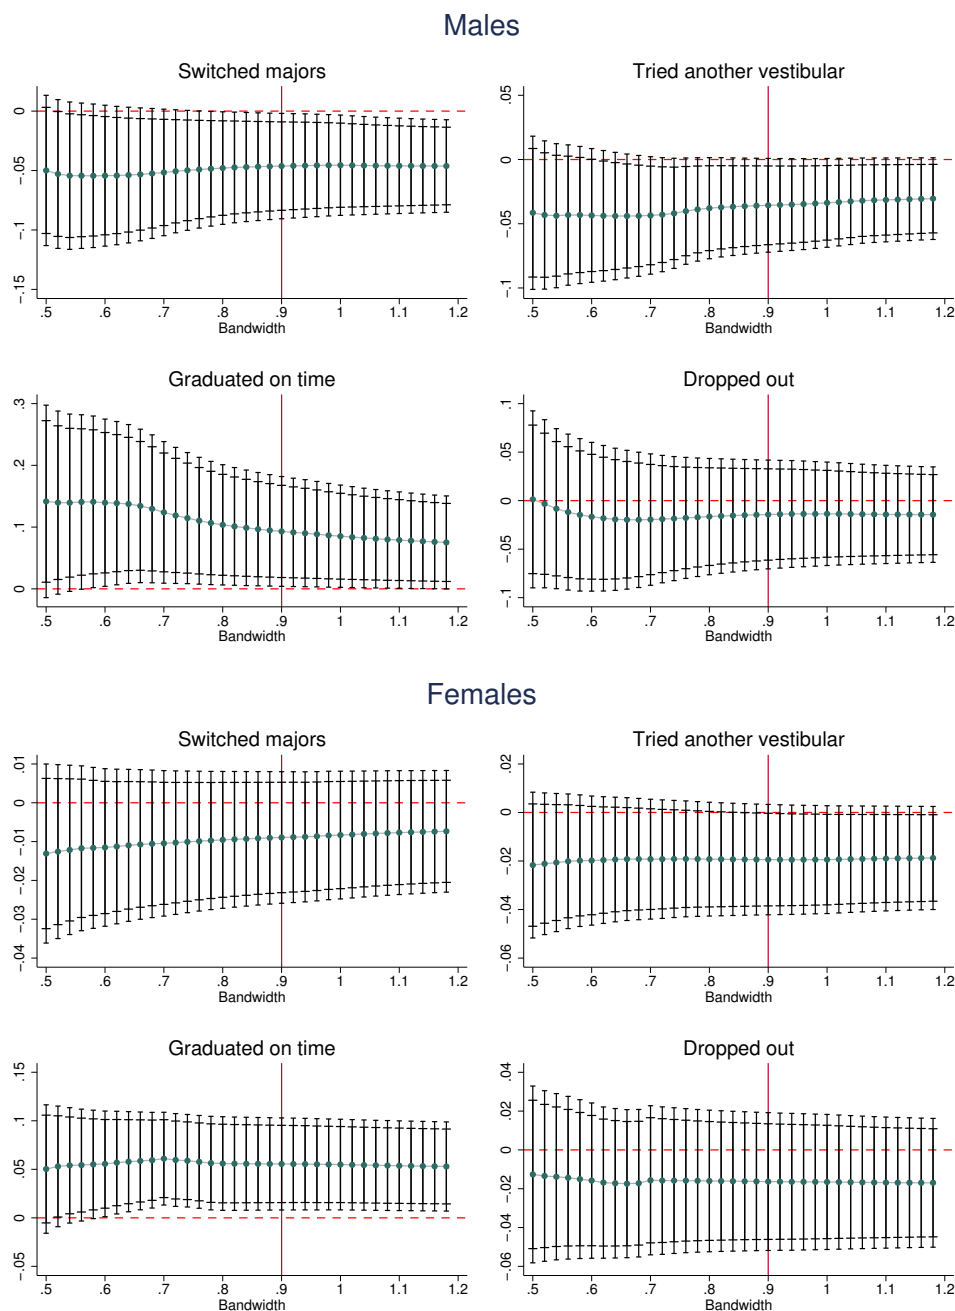 Males
Switched majors
0
-.05
-.1
-.15
.5 .6 .7 .8 .9 1 1.1 1.2
Bandwidth
Tried another vestibular
.05
0
-.05
-.1
.5 .6 .7 .8 .9 1 1.1 1.2
Bandwidth
Graduated on time
.3
.2
.1
0
.5 .6 .7 .8 .9 1 1.1 1.2
Bandwidth
Dropped out
.1
.05
0
-.05
-.1
.5 .6 .7 .8 .9 1 1.1 1.2
Bandwidth
Females
Switched majors
.01
0
-.01
-.02
-.03
-.04
.5 .6 .7 .8 .9 1 1.1 1.2
Bandwidth
Tried another vestibular
.02
0
-.02
-.04
-.06
.5 .6 .7 .8 .9 1 1.1 1.2
Bandwidth
Graduated on time
.15
.1
.05
0
-.05
.5 .6 .7 .8 .9 1 1.1 1.2
Bandwidth
Dropped out
.04
.02
0
-.02
-.04
-.06
.5 .6 .7 .8 .9 1 1.1 1.2
Bandwidth